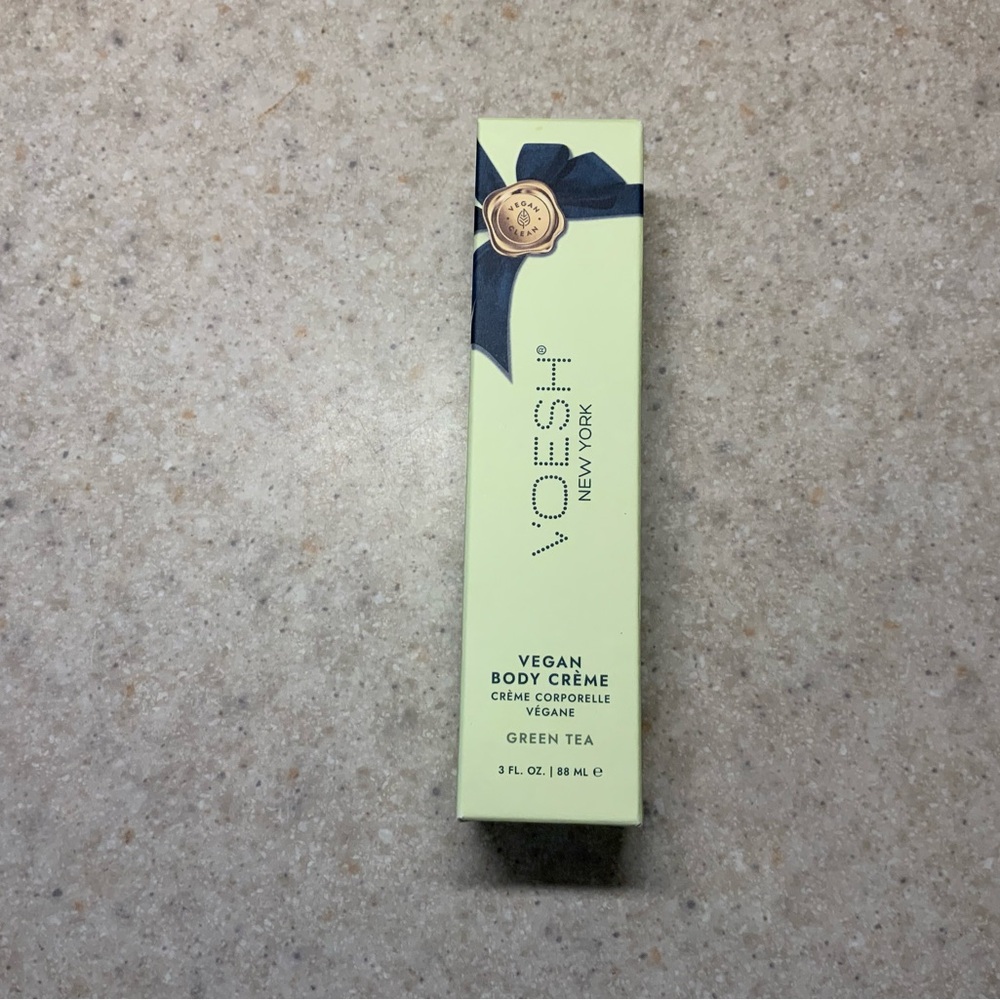 VEGAN
CLEAN
V'OESH®
NEW YORK
VEGAN
BODY CRÈME
CRÈME CORPORELLE
VÉGANE
GREEN TEA
3 FL. OZ. | 88 ML ℮